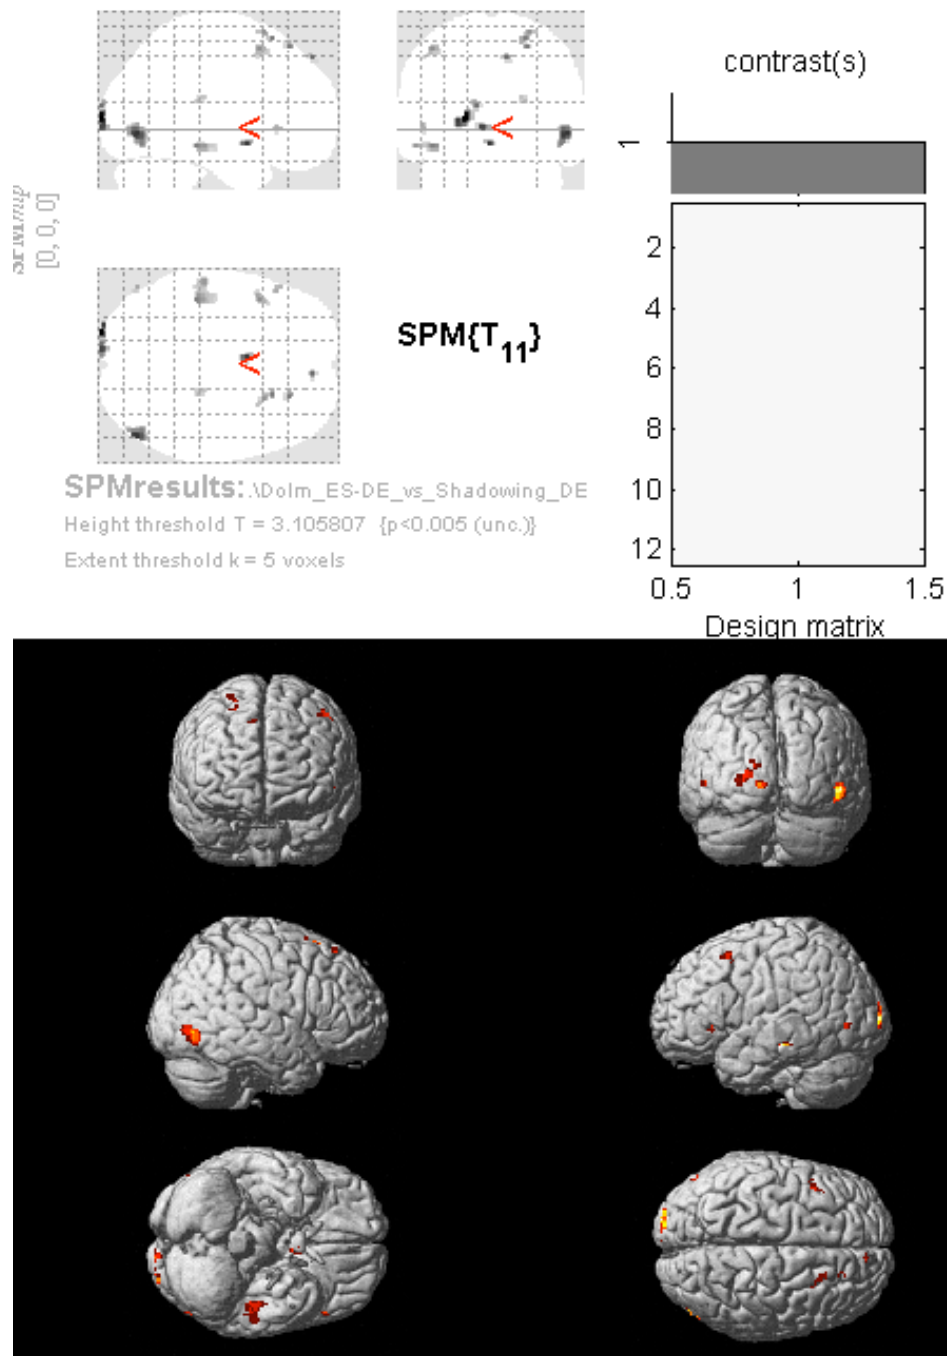 contrast(s)
1
[0, 0, 0]
2
4
6
8
10
12
0.5 1 1.5
Design matrix
SPM{T11}
SPMresults: .\Dolm_ES-DE_vs_Shadowing_DE
Height threshold T = 3.105807 {p<0.005 (unc.)}
Extent threshold k = 5 voxels